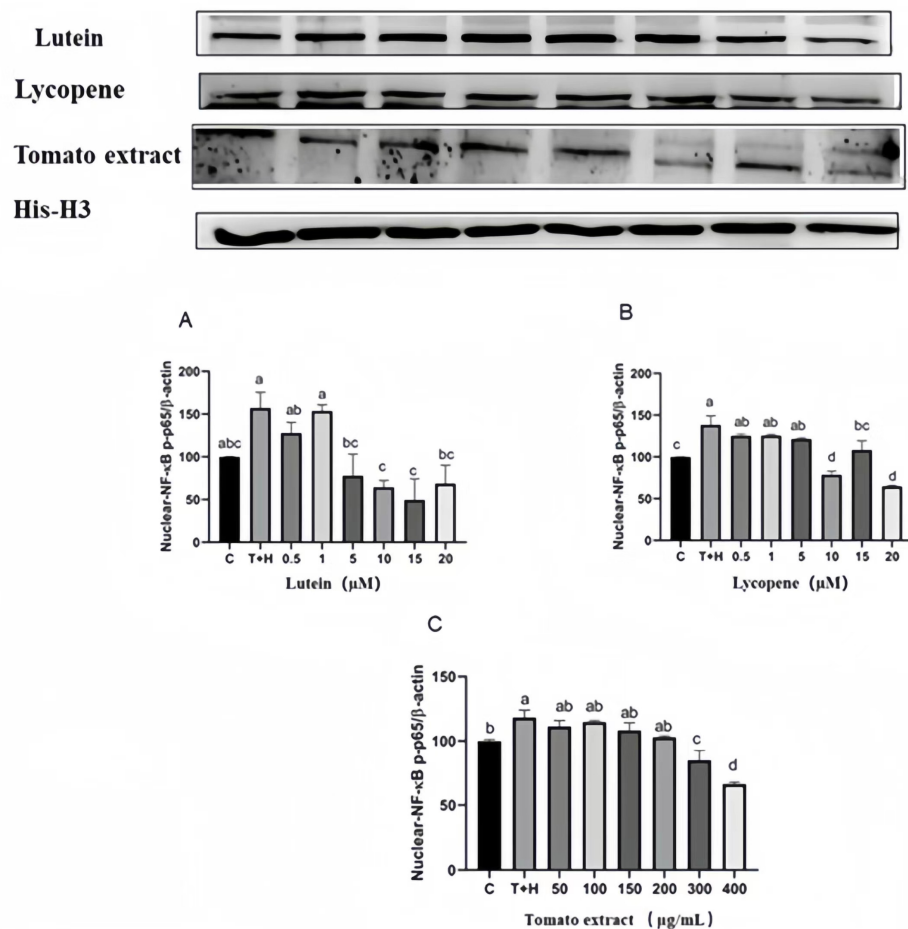 Lutein
Lycopene
Tomato extract
His-H3
A
Nuclear-NF-κB p-p65/β-actin
200
150
100
50
0
abc
a
ab
a
bc
c
c
bc
C T+H 0.5 1 5 10 15 20
Lutein (μM)
B
Nuclear-NF-κB p-p65/β-actin
200
150
100
50
0
c
a
ab
ab
ab
d
bc
d
C T+H 0.5 1 5 10 15 20
Lycopene (μM)
C
Nuclear-NF-κB p-p65/β-actin
150
100
50
0
b
a
ab
ab
ab
ab
c
d
C T+H 50 100 150 200 300 400
Tomato extract (μg/mL)